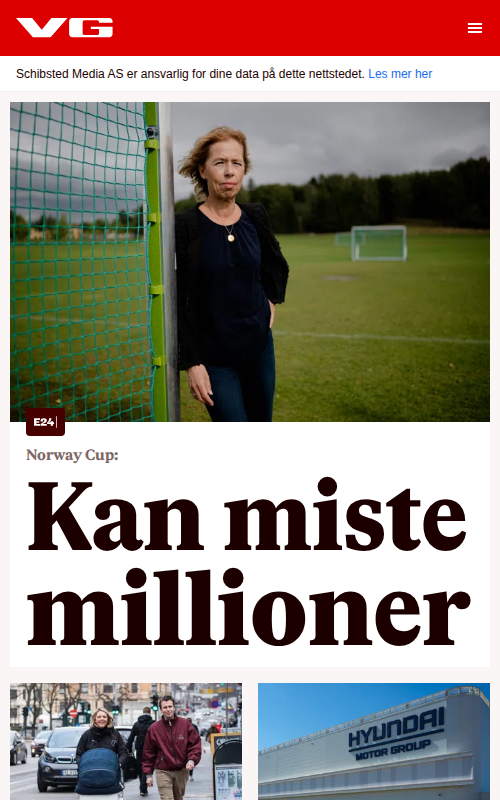 VG
Schibsted Media AS er ansvarlig for dine data på dette nettstedet. Les mer her
E24
Norway Cup:
Kan miste
millioner
HYUNDAI
MOTOR GROUP